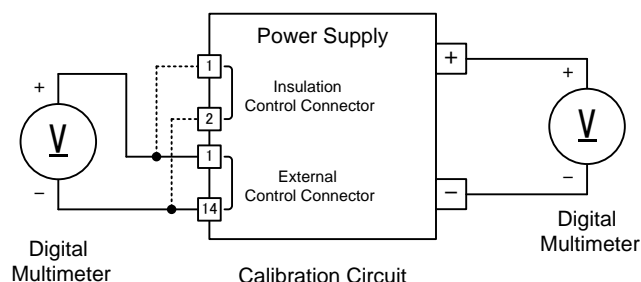 Power Supply
+
1
Insulation
Control Connector
2
1
External
Control Connector
14
+
−
+
V
−
Digital
Multimeter
+
V
−
Digital
Multimeter
Calibration Circuit